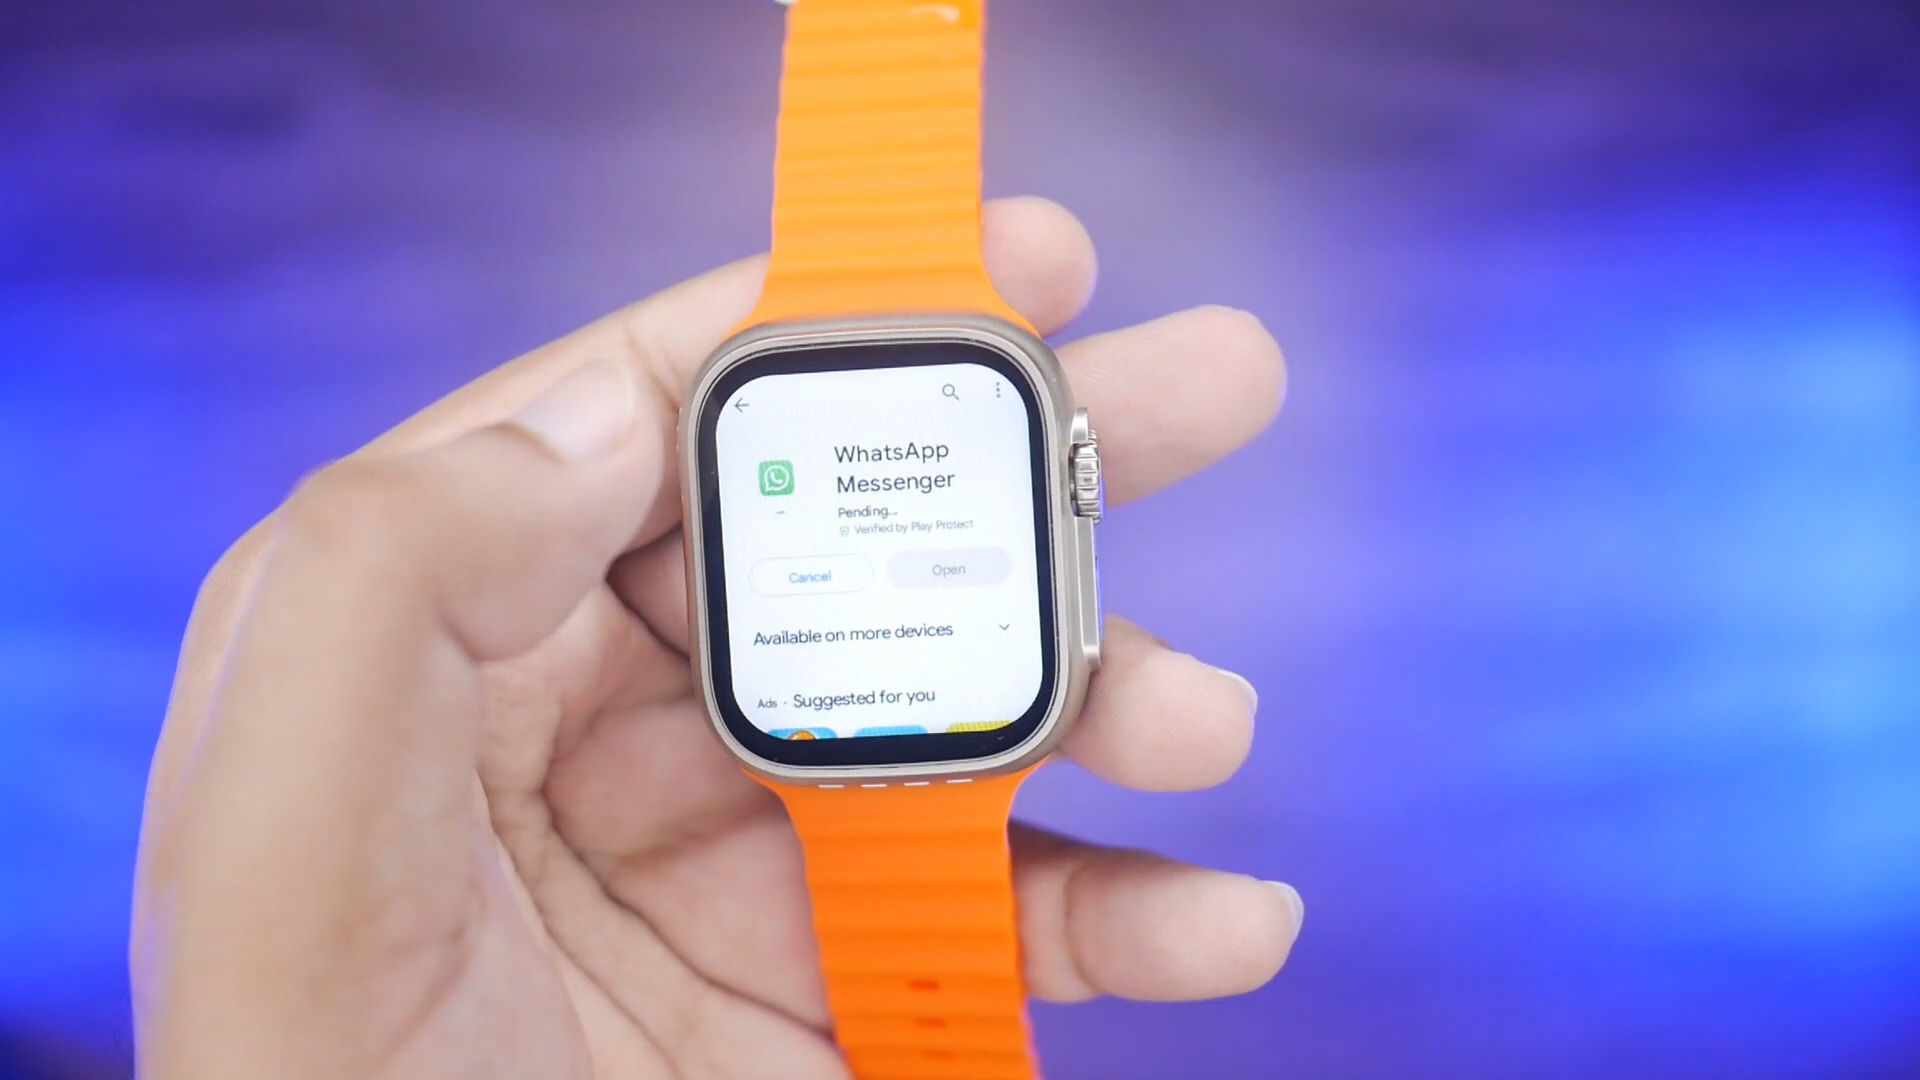 WhatsApp
Messenger
Pending...
Verified by Play Protect
Cancel
Open
Available on more devices
Ads · Suggested for you